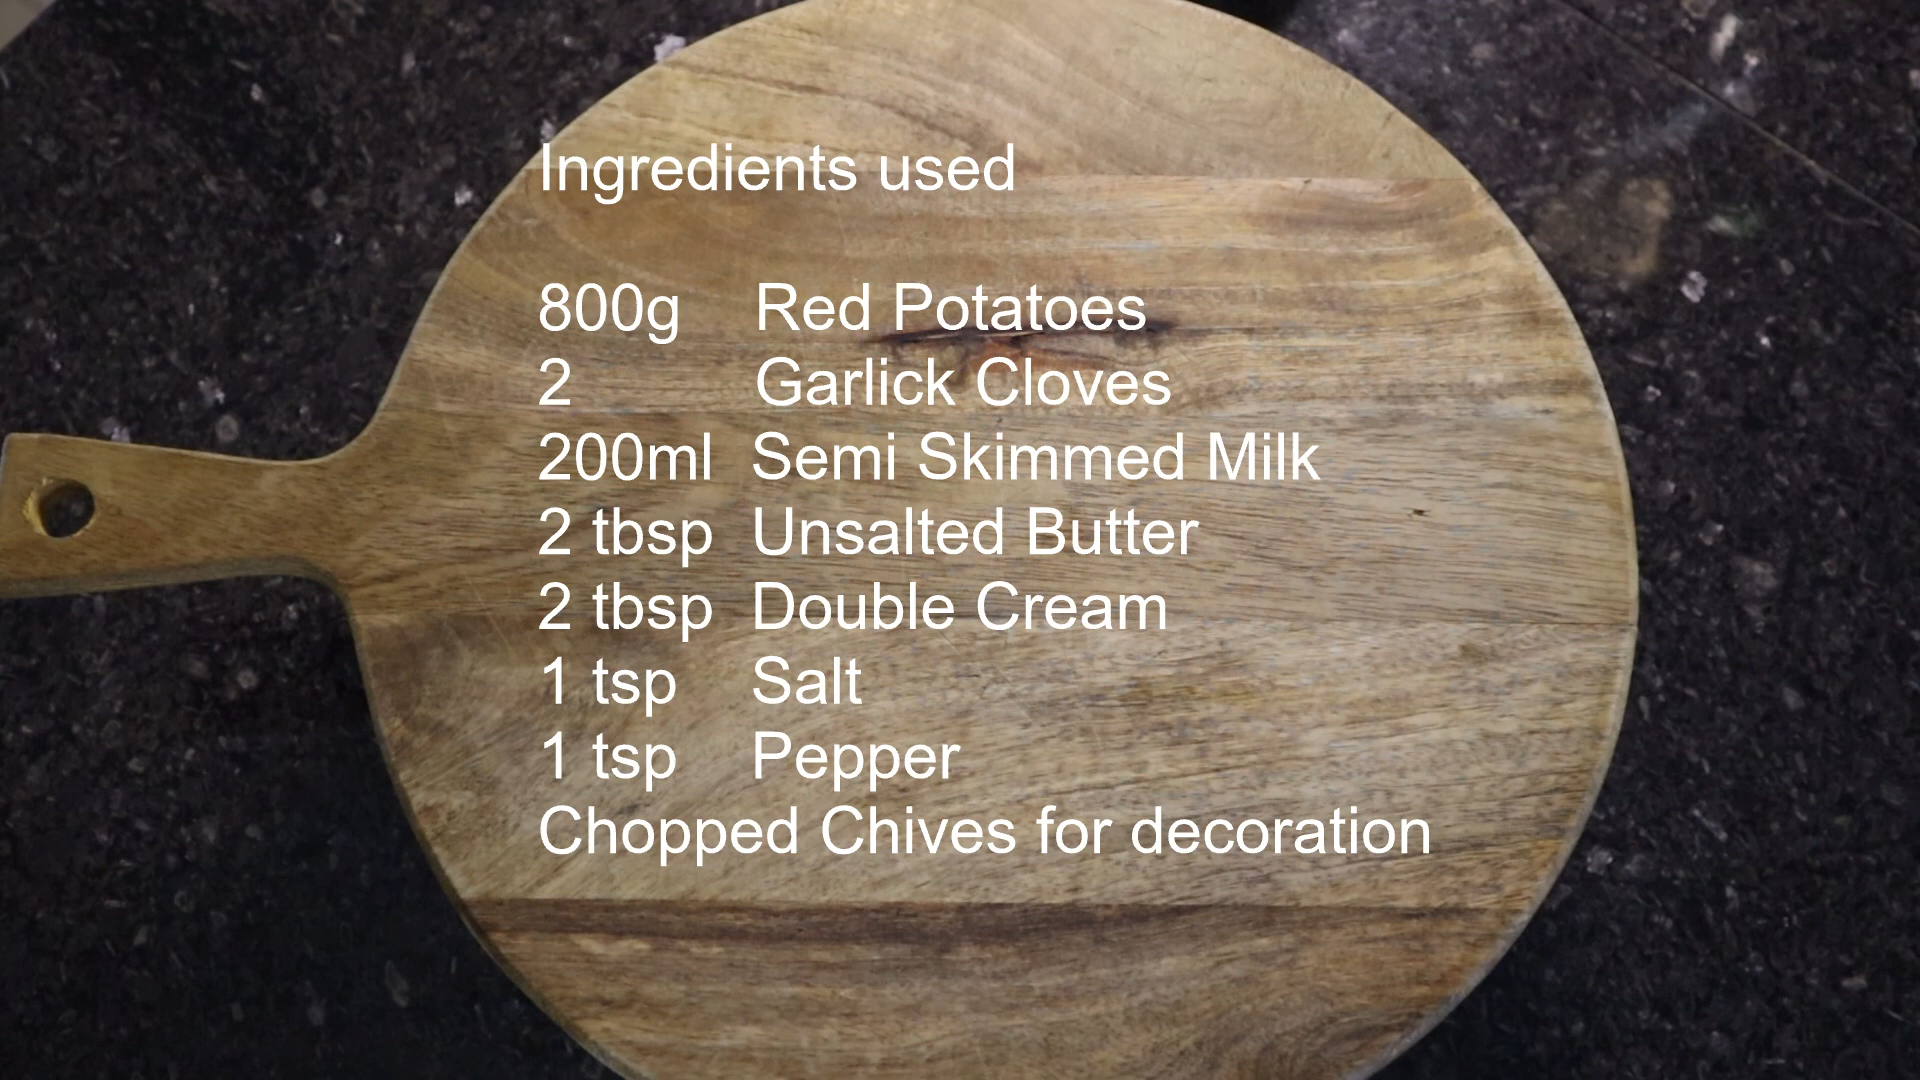 Ingredients used
800g Red Potatoes
2 Garlick Cloves
200ml Semi Skimmed Milk
2 tbsp Unsalted Butter
2 tbsp Double Cream
1 tsp Salt
1 tsp Pepper
Chopped Chives for decoration